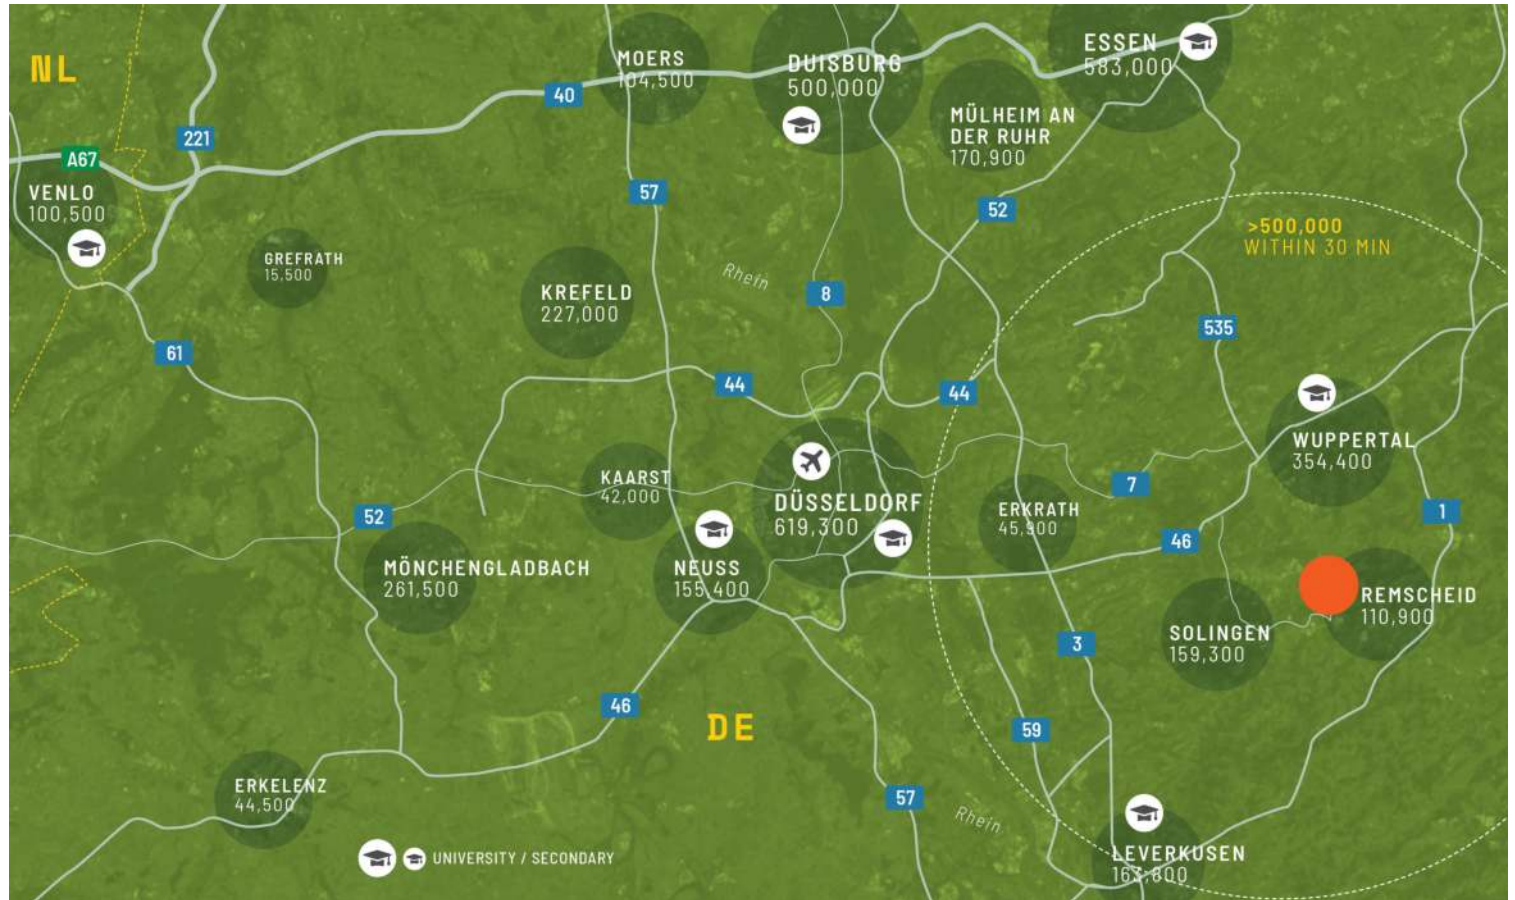 NL
MOERS
104,500
DUISBURG
500,000
ESSEN
583,000
40
MÜLHEIM AN
DER RUHR
170,900
221
A67
VENLO
100,500
57
52
>500,000
WITHIN 30 MIN
GREFRATH
15,500
Rhein
KREFELD
227,000
8
535
61
44
44
WUPPERTAL
354,400
KAARST
42,000
7
DÜSSELDORF
619,300
ERKRATH
45,900
1
52
46
MÖNCHENGLADBACH
261,500
NEUSS
155,400
REMSCHEID
110,900
SOLINGEN
159,300
3
46
DE
59
ERKELENZ
44,500
57
Rhein
UNIVERSITY / SECONDARY
LEVERKUSEN
163,800